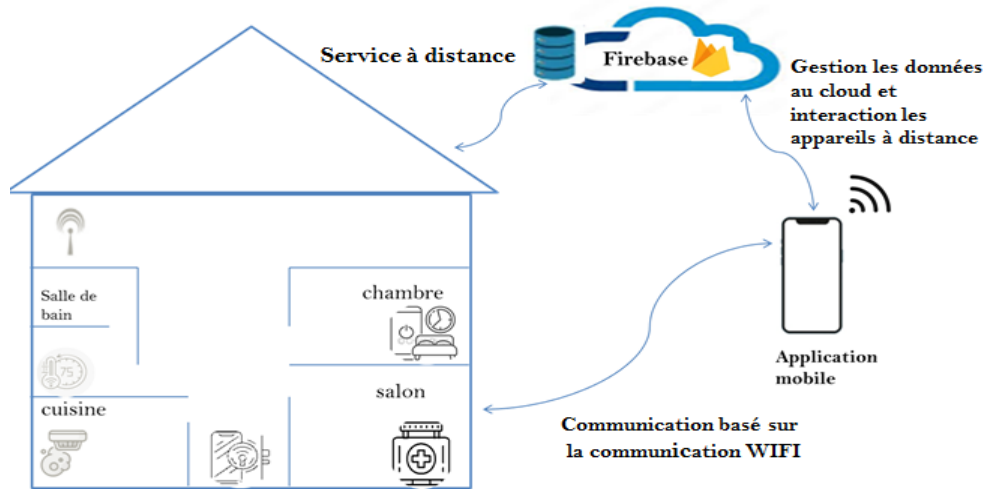 Service à distance
Firebase
Gestion les données
au cloud et
interaction les
appareils à distance
Salle de
bain
chambre
75
cuisine
salon
Application
mobile
Communication basé sur
la communication WIFI